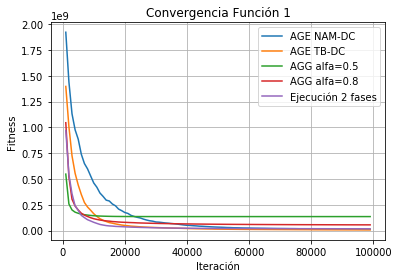 Convergencia Función 1
1e9
2.00
1.75
1.50
1.25
1.00
0.75
0.50
0.25
0.00
Fitness
AGE NAM-DC
AGE TB-DC
AGG alfa=0.5
AGG alfa=0.8
Ejecución 2 fases
0 20000 40000 60000 80000 100000
Iteración